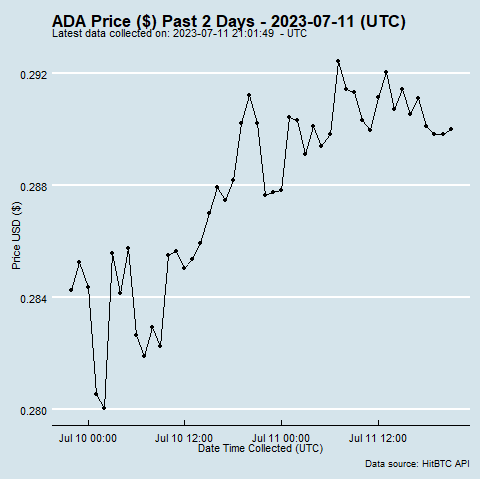 ADA Price ($) Past 2 Days - 2023-07-11 (UTC)
Latest data collected on: 2023-07-11 21:01:49  - UTC
0.292
0.288
0.284
0.280
Price USD ($)
Jul 10 00:00
Jul 10 12:00
Jul 11 00:00
Jul 11 12:00
Date Time Collected (UTC)
Data source: HitBTC API